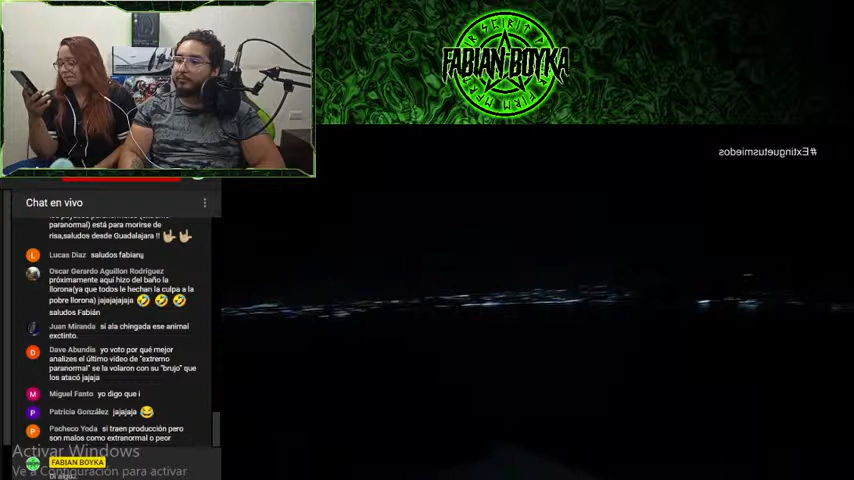 FABIAN BOYKA
#Extinguetusmiedos
Chat en vivo
paranormal) está para morirse de
risa,saludos desde Guadalajara !! 🤘🤘
L Lucas Diaz saludos fabian¡¡
Oscar Gerardo Aguillon Rodríguez
próximamente aquí hizo del baño la
llorona(ya que todos le hechan la culpa a la
pobre llorona) jajajajajaja 🤣 🤣 🤣
saludos Fabián
Juan Miranda si ala chingada ese animal
exctinto.
D Dave Abundis yo voto por qué mejor
analizes el último video de "extremo
paranormal" se la volaron con su "brujo" que
los atacó jajaja
M Miguel Fanto yo digo que i
P Patricia González jajajaja 😂
P Pacheco Yoda si traen producción pero
son malos como extranormal o peor
Activar Windows
FABIAN BOYKA
Ve a Configuración para activar